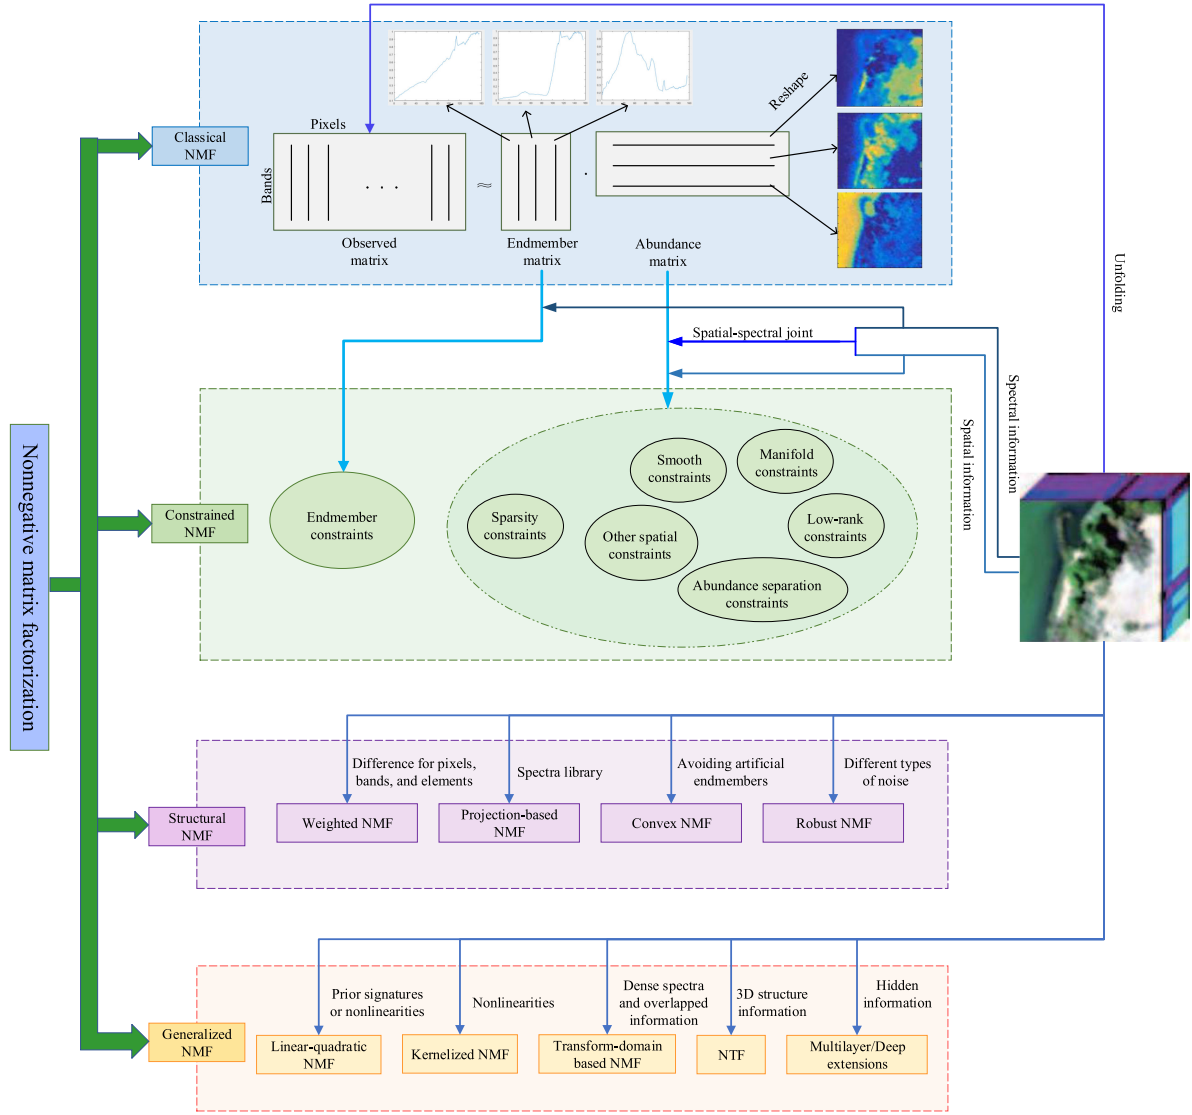 Nonnegative matrix factorization
Classical
NMF
Pixels
Bands
. . .
≈
·
Reshape
Observed
matrix
Endmember
matrix
Abundance
matrix
Unfolding
Spatial-spectral joint
Spectral information
Spatial information
Constrained
NMF
Endmember
constraints
Sparsity
constraints
Smooth
constraints
Manifold
constraints
Other spatial
constraints
Low-rank
constraints
Abundance separation
constraints
Structural
NMF
Difference for pixels,
bands, and elements
Weighted NMF
Spectra library
Projection-based
NMF
Avoiding artificial
endmembers
Convex NMF
Different types
of noise
Robust NMF
Generalized
NMF
Prior signatures
or nonlinearities
Linear-quadratic
NMF
Nonlinearities
Kernelized NMF
Dense spectra
and overlapped
information
Transform-domain
based NMF
3D structure
information
NTF
Hidden
information
Multilayer/Deep
extensions